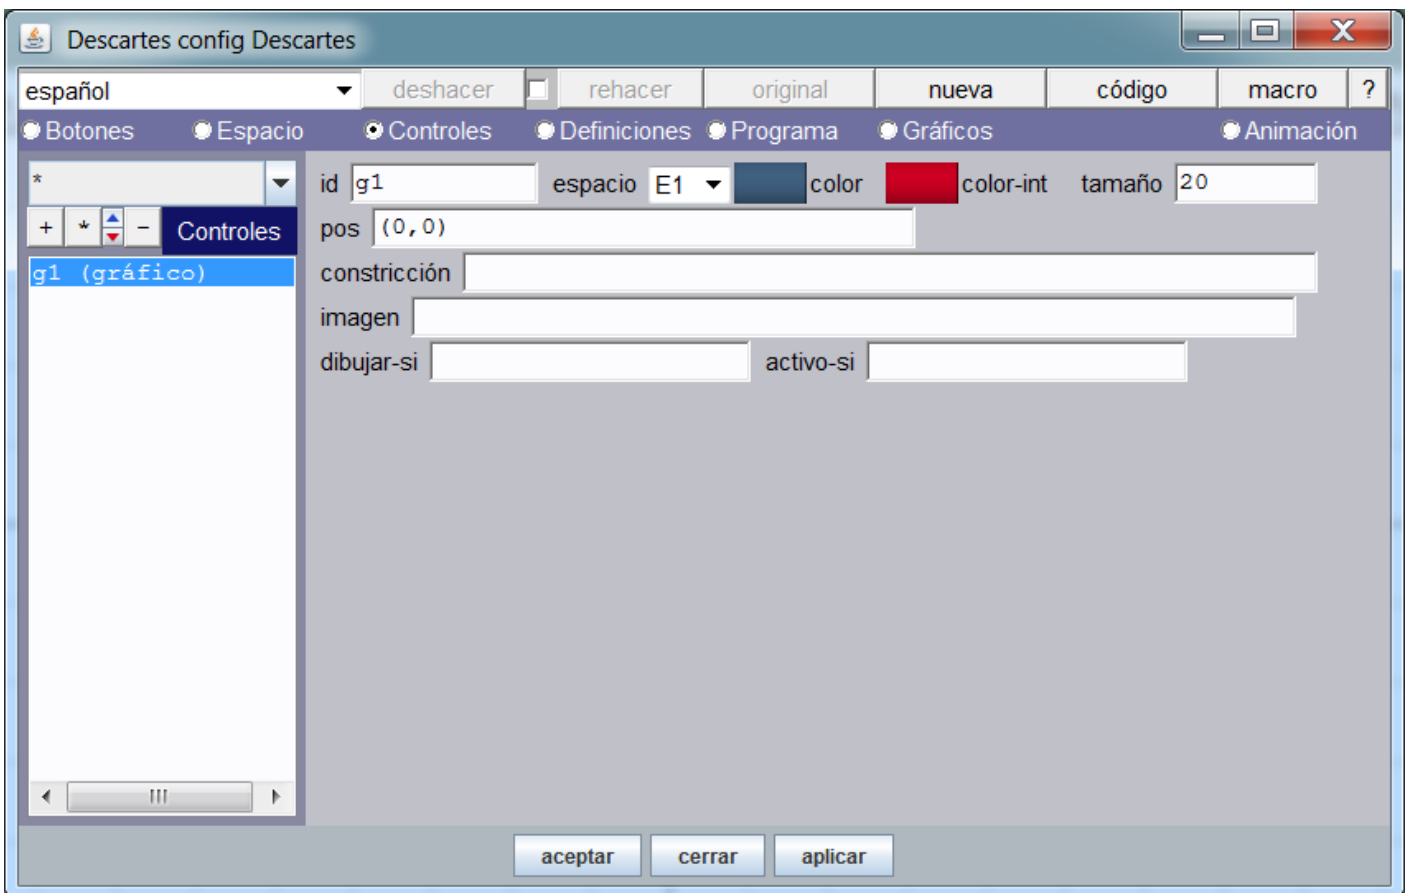 Descartes config Descartes
español deshacer rehacer original nueva código macro ?
Botones Espacio Controles Definiciones Programa Gráficos Animación
* id g1 espacio E1 color color-int tamaño 20
+ * - Controles pos (0,0)
g1 (gráfico) constricción
imagen
dibujar-si activo-si
aceptar cerrar aplicar